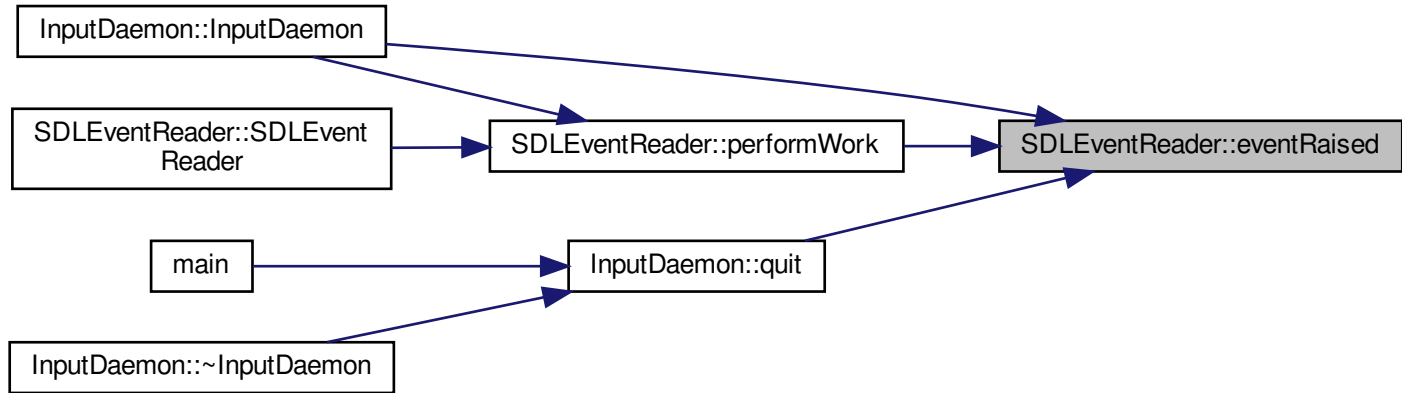 InputDaemon::InputDaemon
SDLEventReader::SDLEvent
Reader
SDLEventReader::performWork
SDLEventReader::eventRaised
main
InputDaemon::quit
InputDaemon::~InputDaemon